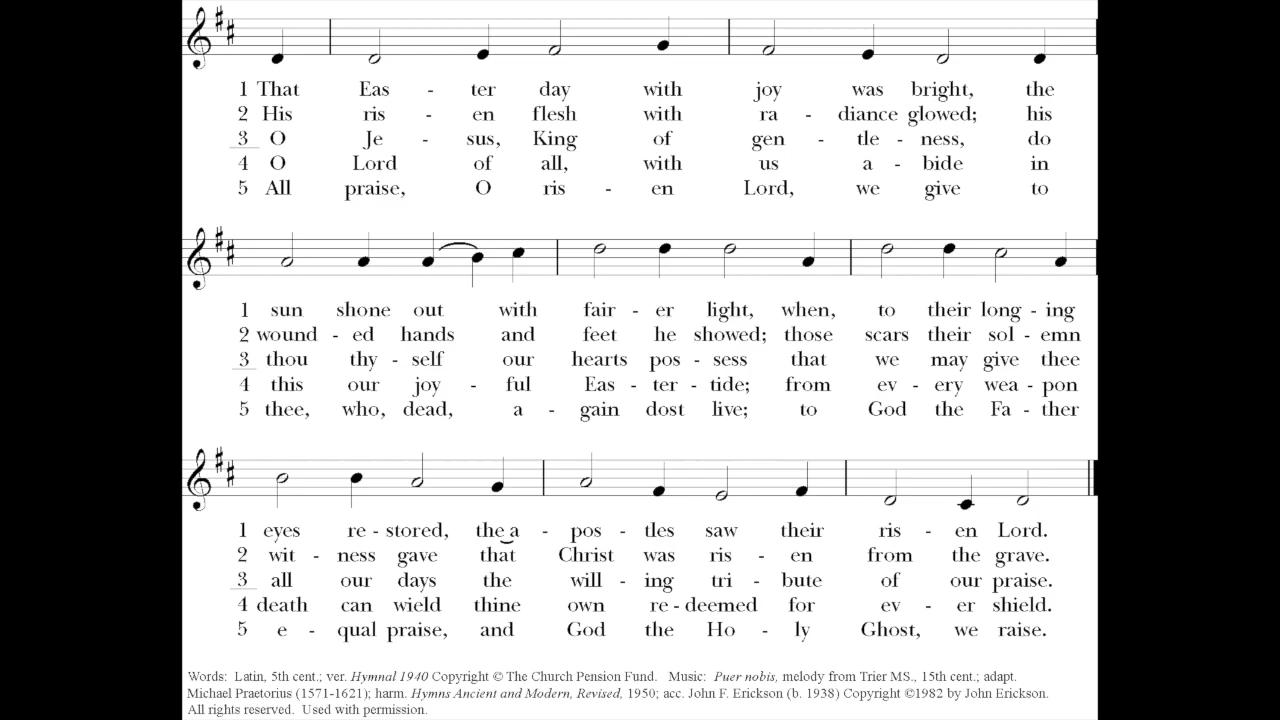 1 That Eas - ter day with joy was bright, the
2 His ris - en flesh with ra - diance glowed; his
3 O Je - sus, King of gen - tle - ness, do
4 O Lord of all, with us a - bide in
5 All praise, O ris - en Lord, we give to
1 sun shone out with fair - er light, when, to their long - ing
2 wound - ed hands and feet he showed; those scars their sol - emn
3 thou thy - self our hearts pos - sess that we may give thee
4 this our joy - ful Eas - ter - tide; from ev - ery wea - pon
5 thee, who, dead, a - gain dost live; to God the Fa - ther
1 eyes re - stored, the a - pos - tles saw their ris - en Lord.
2 wit - ness gave that Christ was ris - en from the grave.
3 all our days the will - ing tri - bute of our praise.
4 death can wield thine own re - deemed for ev - er shield.
5 e - qual praise, and God the Ho - ly Ghost, we raise.
Words: Latin, 5th cent.; ver. Hymnal 1940 Copyright © The Church Pension Fund. Music: Puer nobis, melody from Trier MS., 15th cent.; adapt.
Michael Praetorius (1571-1621); harm. Hymns Ancient and Modern, Revised, 1950; acc. John F. Erickson (b. 1938) Copyright ©1982 by John Erickson.
All rights reserved. Used with permission.